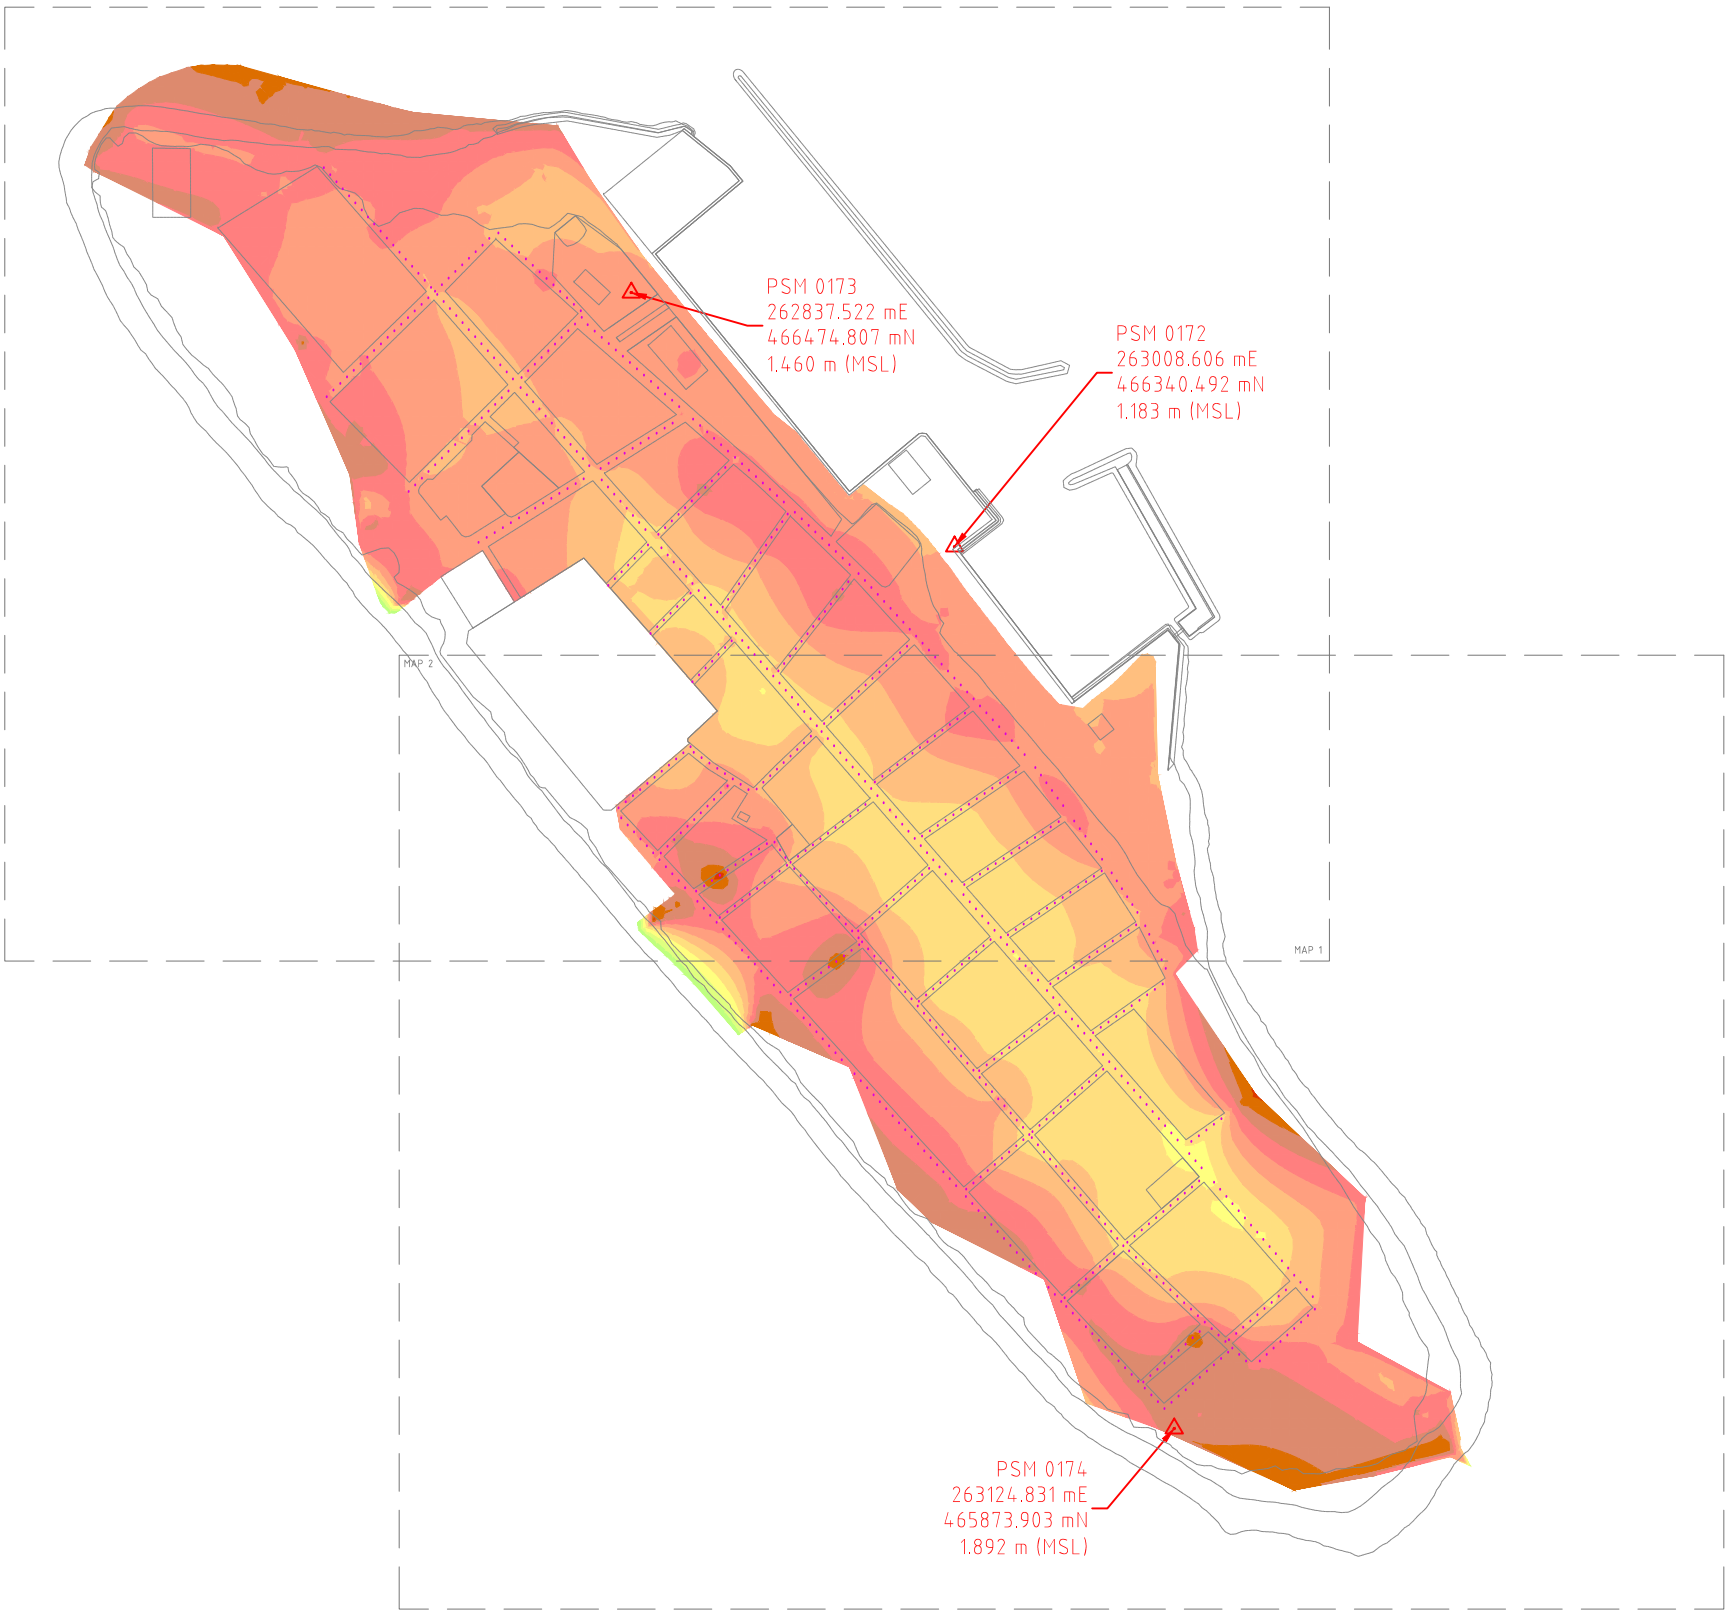 PSM 0173
262837.522 mE
466474.807 mN
1.460 m (MSL)
PSM 0172
263008.606 mE
466340.492 mN
1.183 m (MSL)
MAP 2
MAP 1
PSM 0174
263124.831 mE
465873.903 mN
1.892 m (MSL)